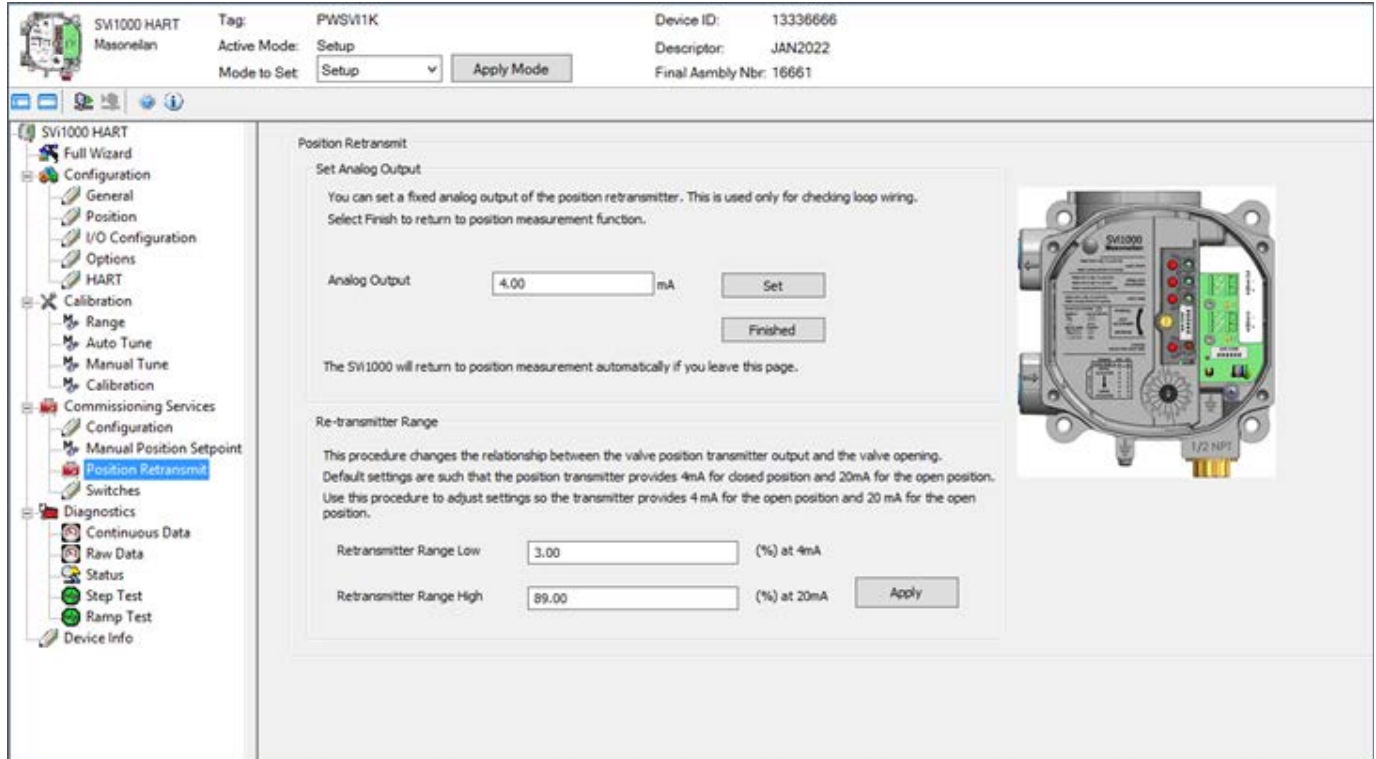 SVi1000 HART
Masoneilan
Tag: PWSVI1K
Active Mode: Setup
Mode to Set: Setup
Apply Mode
Device ID: 13336666
Descriptor: JAN2022
Final Asmbly Nbr: 16661
SVi1000 HART
Full Wizard
Configuration
General
Position
I/O Configuration
Options
HART
Calibration
Range
Auto Tune
Manual Tune
Calibration
Commissioning Services
Configuration
Manual Position Setpoint
Position Retransmit
Switches
Diagnostics
Continuous Data
Raw Data
Status
Step Test
Ramp Test
Device Info
Position Retransmit
Set Analog Output
You can set a fixed analog output of the position retransmitter. This is used only for checking loop wiring.
Select Finish to return to position measurement function.
Analog Output 4.00 mA Set
Finished
The SVi1000 will return to position measurement automatically if you leave this page.
Re-transmitter Range
This procedure changes the relationship between the valve position transmitter output and the valve opening.
Default settings are such that the position transmitter provides 4mA for closed position and 20mA for the open position.
Use this procedure to adjust settings so the transmitter provides 4 mA for the open position and 20 mA for the open
position.
Retransmitter Range Low 3.00 (%) at 4mA
Retransmitter Range High 89.00 (%) at 20mA Apply
SVi1000
Masoneilan
1/2 NPT